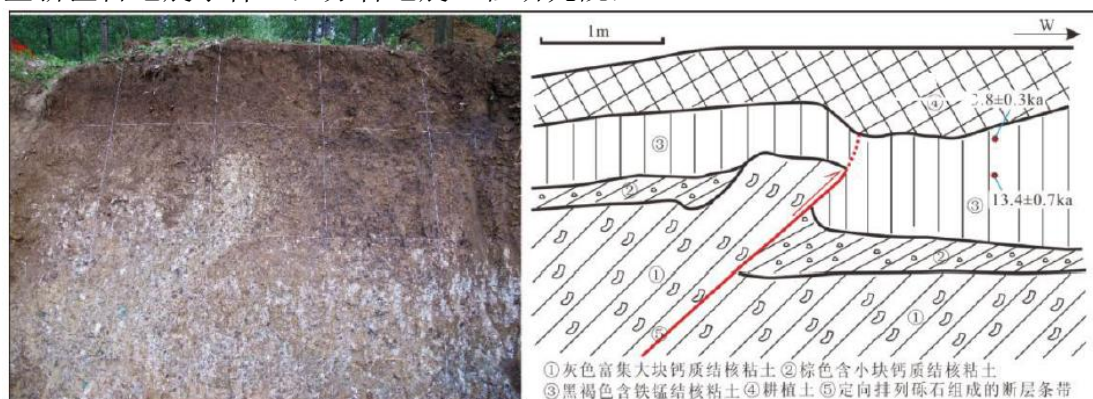 1m
W
④
2.8±0.3ka
③
②
13.4±0.7ka
③
②
①
①
⑤
①灰色富集大块钙质结核粘土 ②棕色含小块钙质结核粘土
③黑褐色含铁锰结核粘土 ④耕植土 ⑤定向排列砾石组成的断层条带